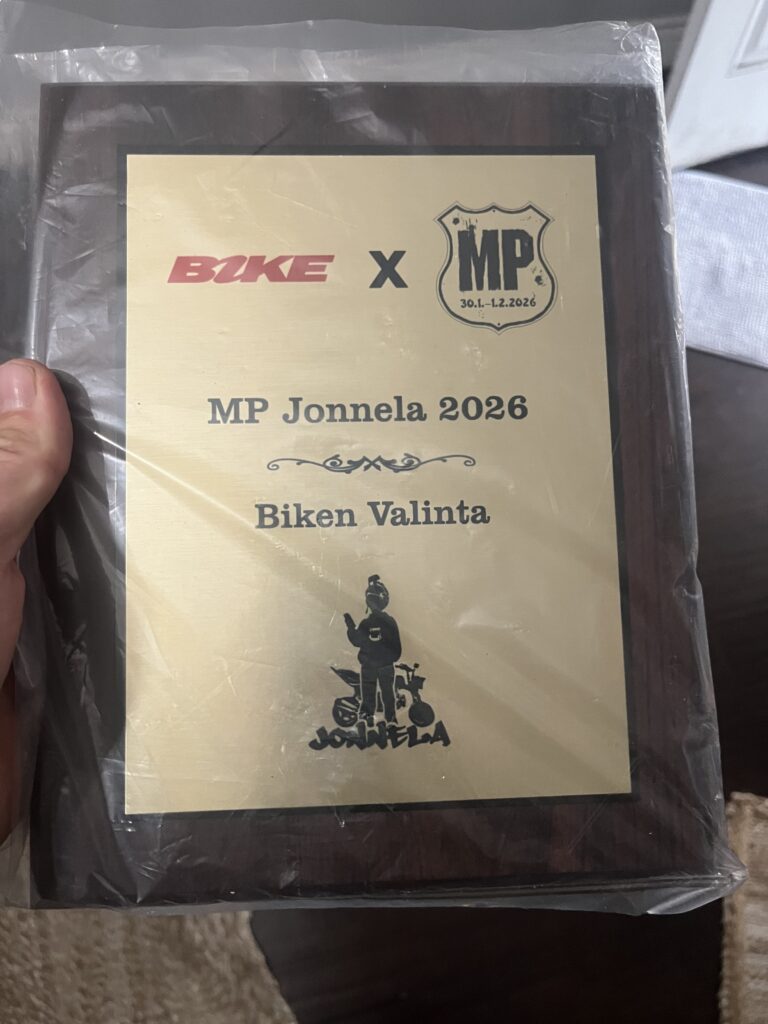 BIKE X MP
30.1.-1.2.2026
MP Jonnela 2026
Biken Valinta
JONNELA